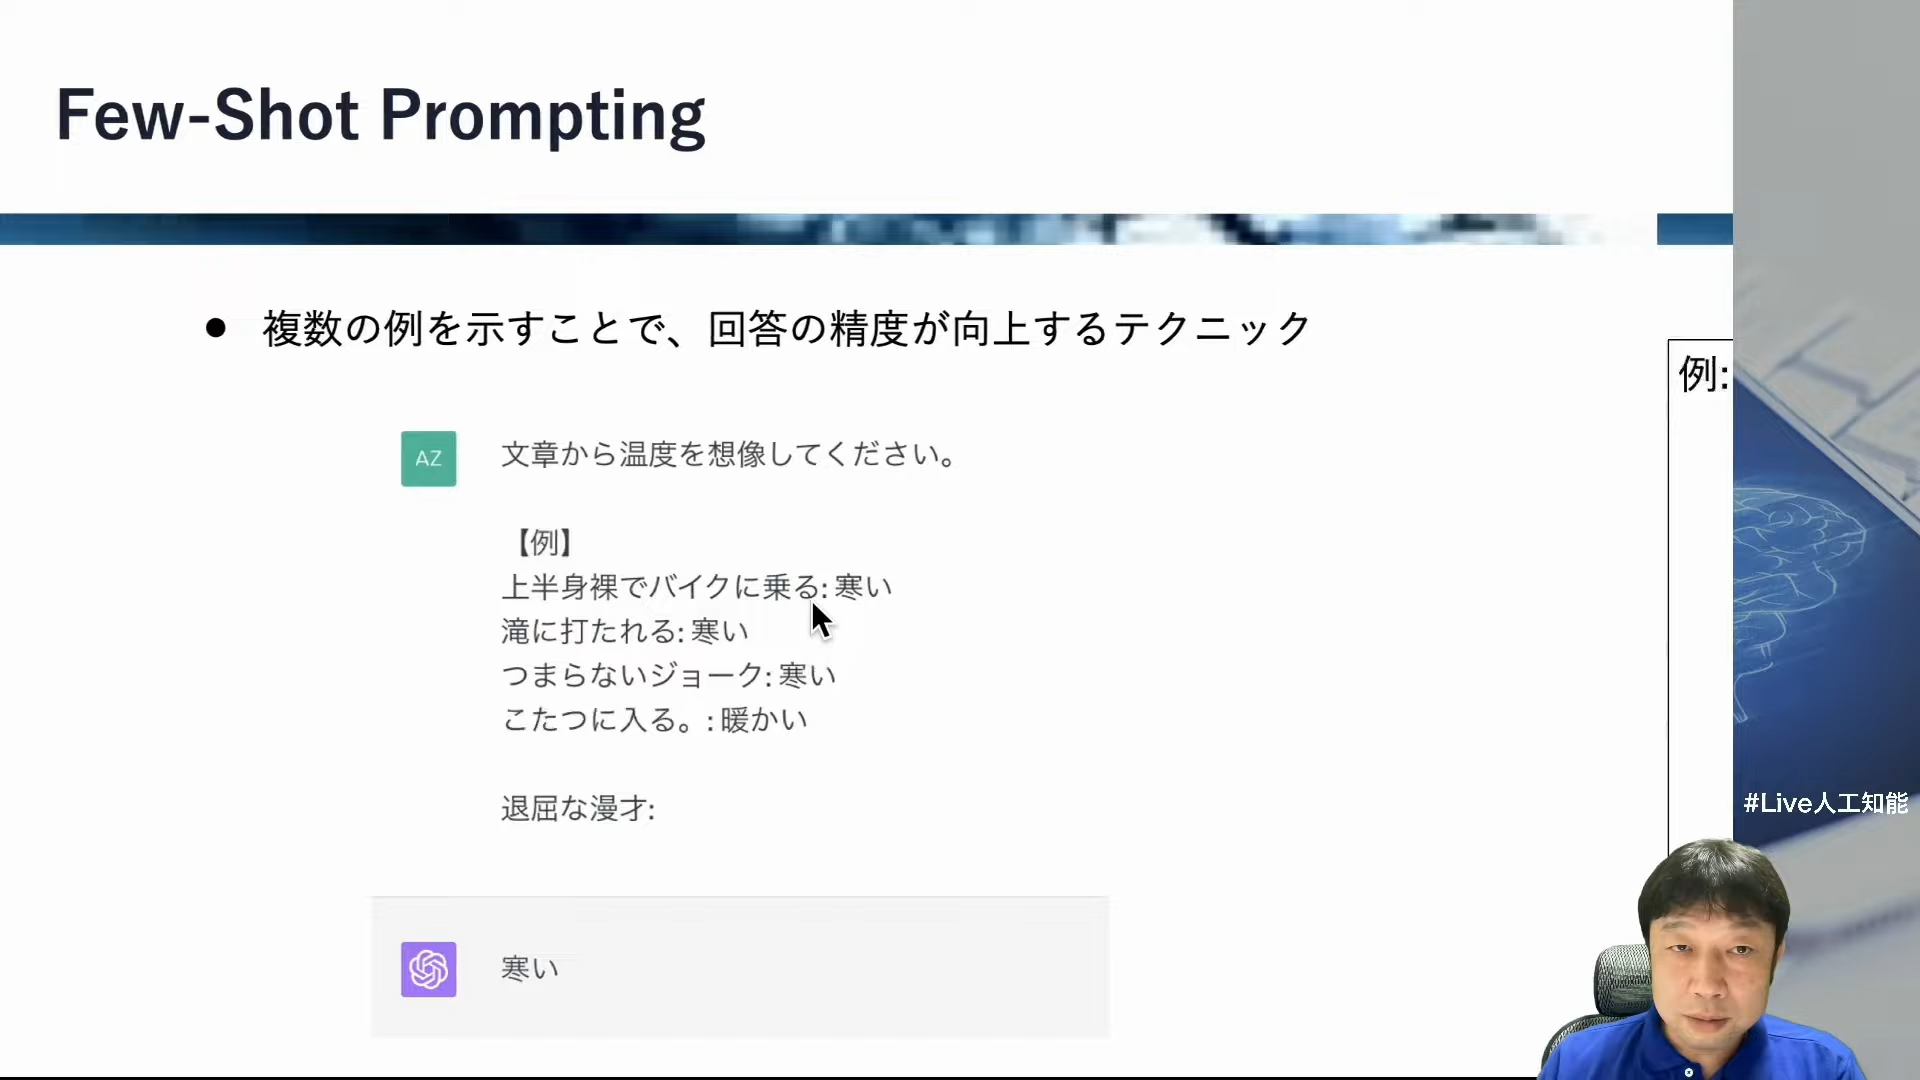 Few-Shot Prompting
● 複数の例を示すことで、回答の精度が向上するテクニック
例:
AZ
文章から温度を想像してください。
【例】
上半身裸でバイクに乗る: 寒い
滝に打たれる: 寒い
つまらないジョーク: 寒い
こたつに入る。: 暖かい
退屈な漫才:
寒い
#Live人工知能